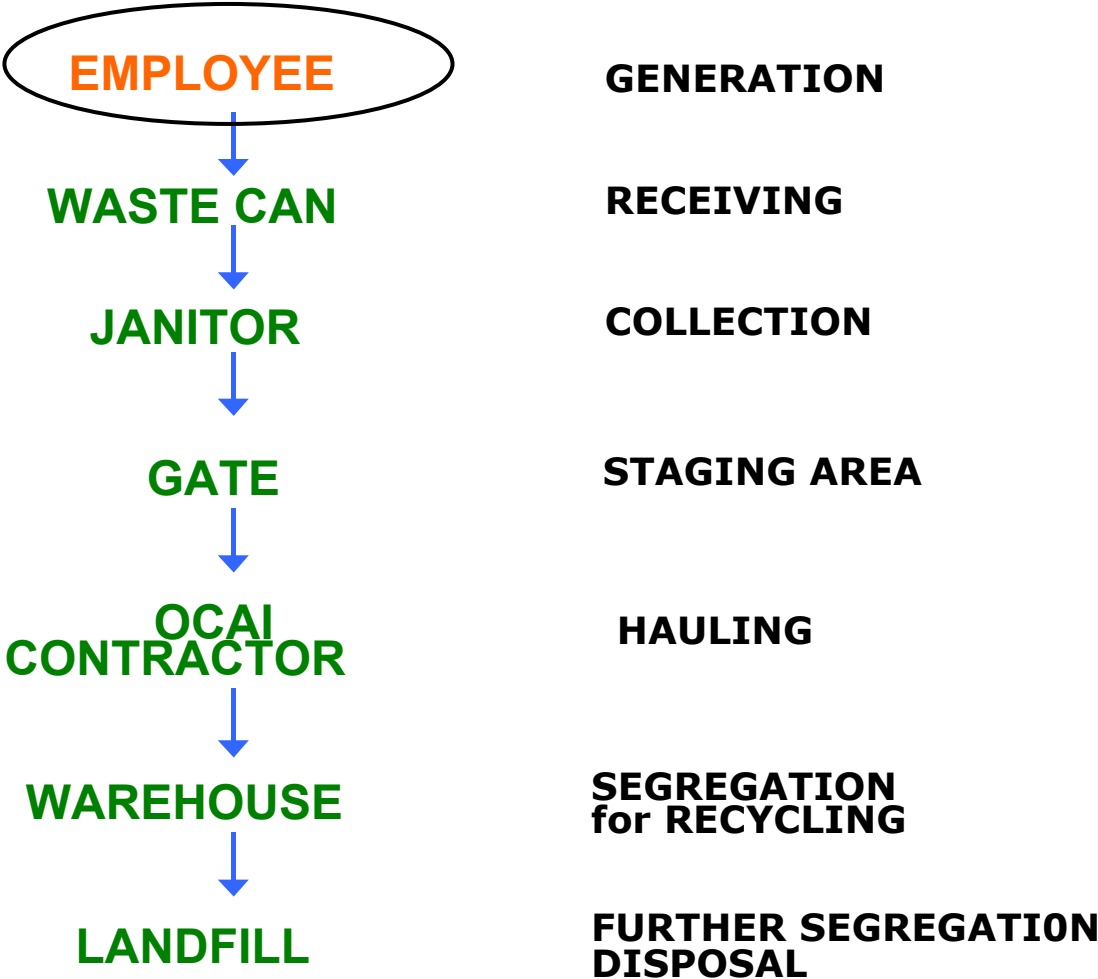 EMPLOYEE
GENERATION
WASTE CAN
RECEIVING
JANITOR
COLLECTION
GATE
STAGING AREA
OCAI
CONTRACTOR
HAULING
WAREHOUSE
SEGREGATION
for RECYCLING
LANDFILL
FURTHER SEGREGATI0N
DISPOSAL